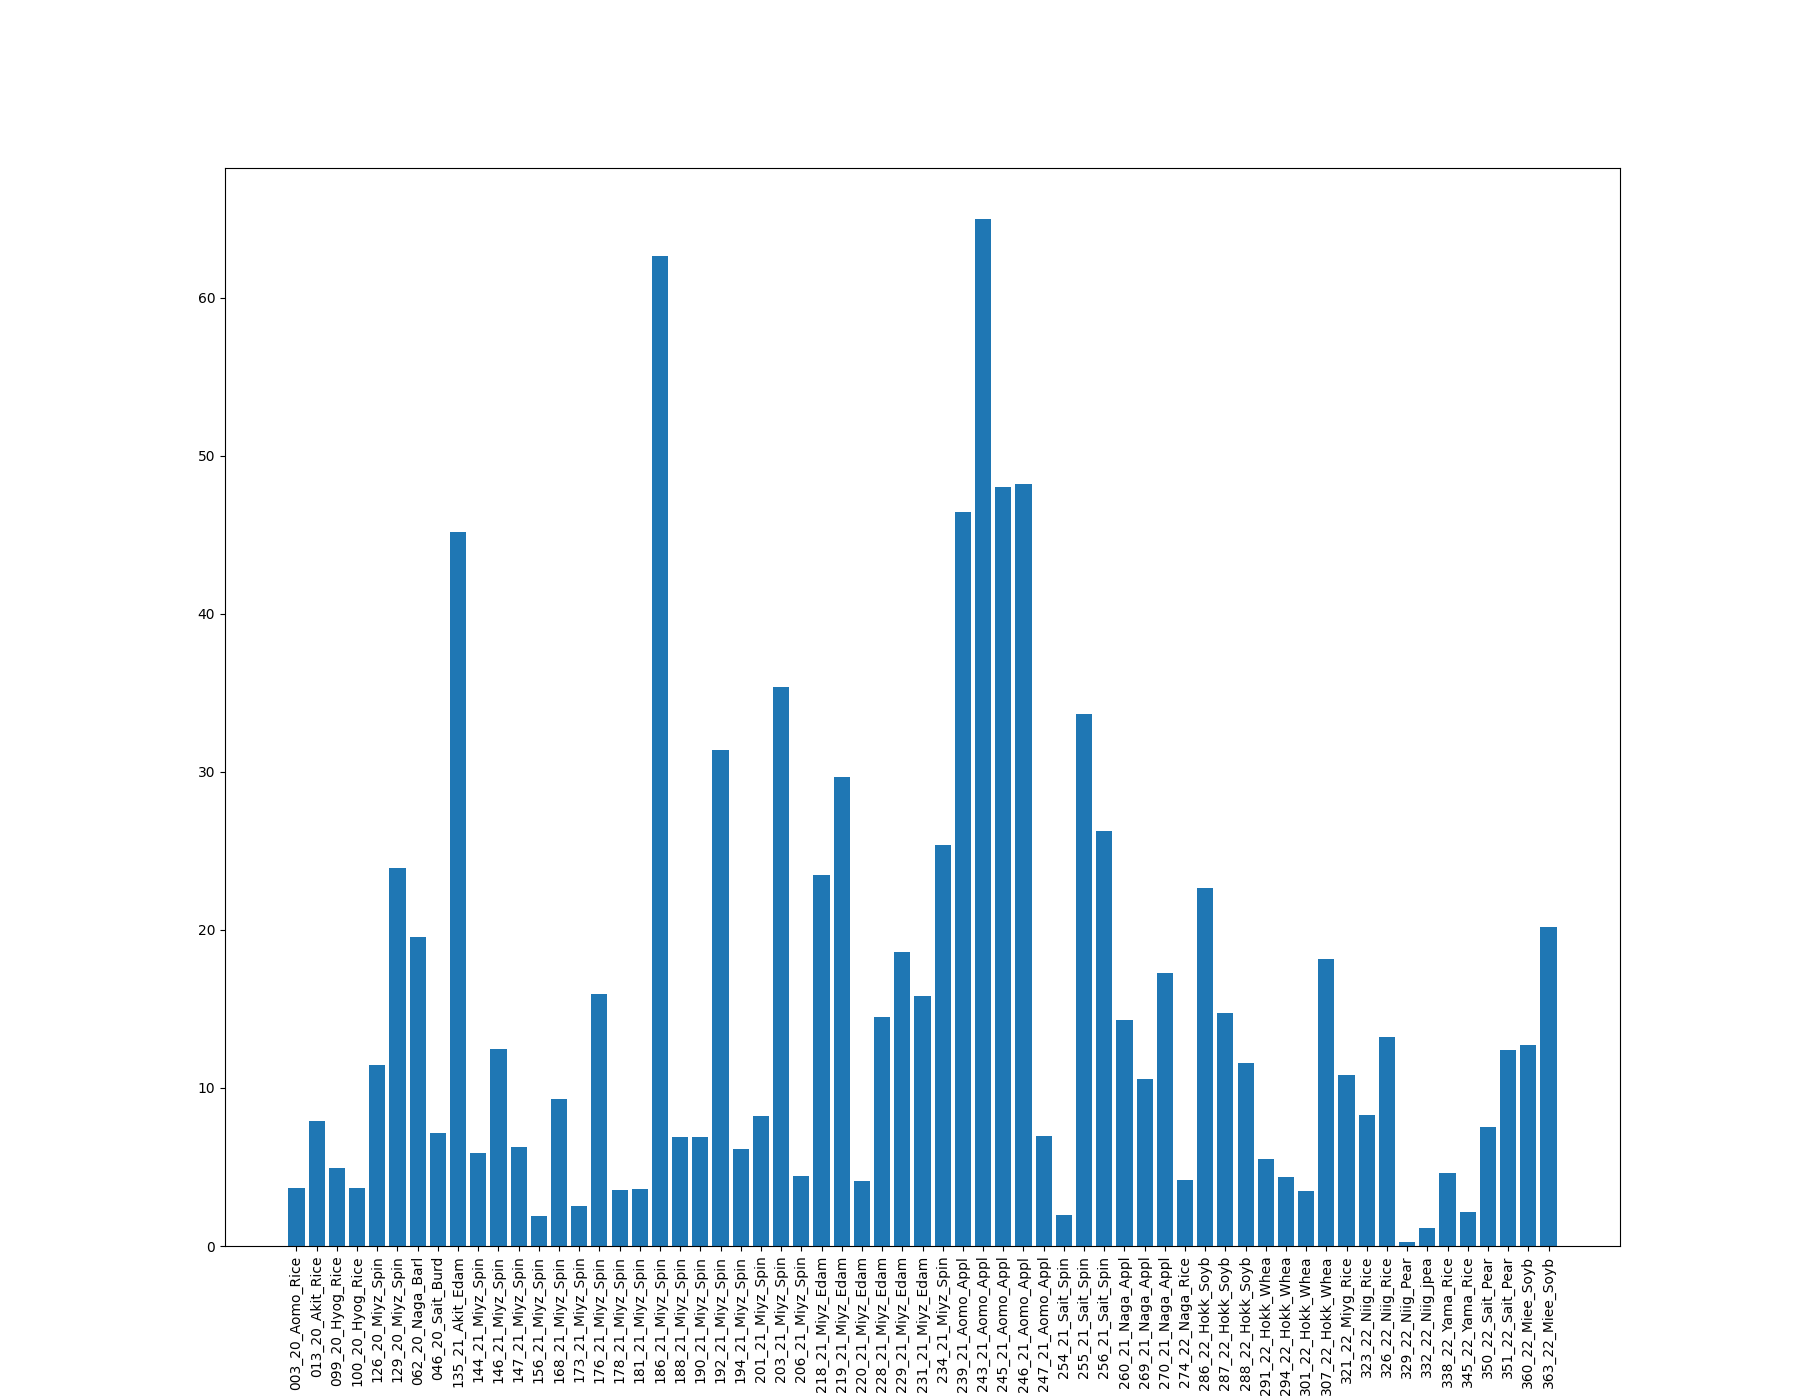 60
50
40
30
20
10
0
003_20_Aomo_Rice
013_20_Akit_Rice
099_20_Hyog_Rice
100_20_Hyog_Rice
126_20_Miyz_Spin
129_20_Miyz_Spin
062_20_Naga_Barl
046_20_Sait_Burd
135_21_Akit_Edam
144_21_Miyz_Spin
146_21_Miyz_Spin
147_21_Miyz_Spin
156_21_Miyz_Spin
168_21_Miyz_Spin
173_21_Miyz_Spin
176_21_Miyz_Spin
178_21_Miyz_Spin
181_21_Miyz_Spin
186_21_Miyz_Spin
188_21_Miyz_Spin
190_21_Miyz_Spin
192_21_Miyz_Spin
194_21_Miyz_Spin
201_21_Miyz_Spin
203_21_Miyz_Spin
206_21_Miyz_Spin
218_21_Miyz_Edam
219_21_Miyz_Edam
220_21_Miyz_Edam
228_21_Miyz_Edam
229_21_Miyz_Edam
231_21_Miyz_Edam
234_21_Miyz_Spin
239_21_Aomo_Appl
243_21_Aomo_Appl
245_21_Aomo_Appl
246_21_Aomo_Appl
247_21_Aomo_Appl
254_21_Sait_Spin
255_21_Sait_Spin
256_21_Sait_Spin
260_21_Naga_Appl
269_21_Naga_Appl
270_21_Naga_Appl
274_22_Naga_Rice
286_22_Hokk_Soyb
287_22_Hokk_Soyb
288_22_Hokk_Soyb
291_22_Hokk_Whea
294_22_Hokk_Whea
301_22_Hokk_Whea
307_22_Hokk_Whea
321_22_Miyg_Rice
323_22_Niig_Rice
326_22_Niig_Rice
329_22_Niig_Pear
332_22_Niig_jpea
338_22_Yama_Rice
345_22_Yama_Rice
350_22_Sait_Pear
351_22_Sait_Pear
360_22_Miee_Soyb
363_22_Miee_Soyb